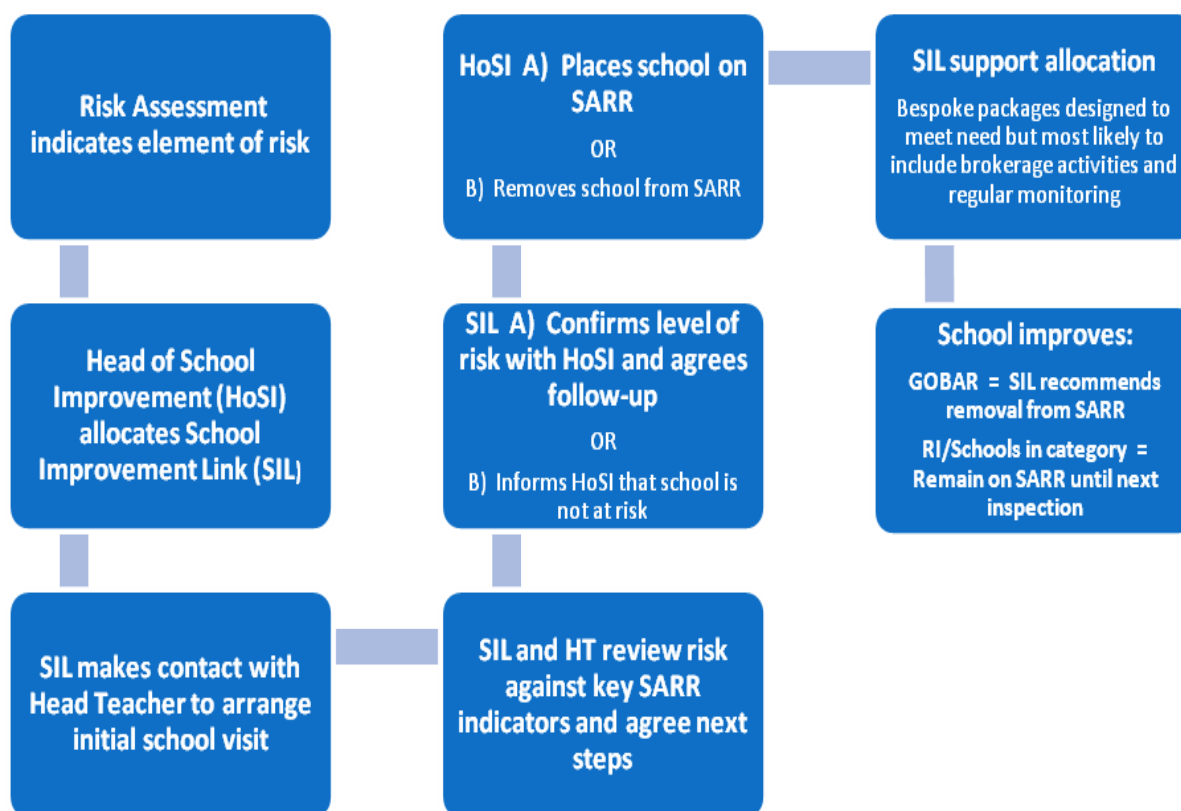 Risk Assessment
indicates element of risk
Head of School
Improvement (HoSI)
allocates School
Improvement Link (SIL)
SIL makes contact with
Head Teacher to arrange
initial school visit
SIL and HT review risk
against key SARR
indicators and agree next
steps
SIL A) Confirms level of
risk with HoSI and agrees
follow-up
OR
B) Informs HoSI that school is
not at risk
HoSI A) Places school on
SARR
OR
B) Removes school from SARR
SIL support allocation
Bespoke packages designed to
meet need but most likely to
include brokerage activities and
regular monitoring
School improves:
GOBAR = SIL recommends
removal from SARR
RI/Schools in category =
Remain on SARR until next
inspection